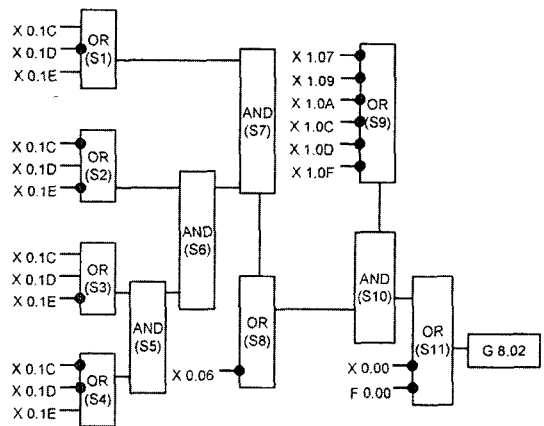 X 0.1C
X 0.1D
X 0.1E
OR
(S1)
X 0.1C
X 0.1D
X 0.1E
OR
(S2)
X 0.1C
X 0.1D
X 0.1E
OR
(S3)
X 0.1C
X 0.1D
X 0.1E
OR
(S4)
AND
(S5)
AND
(S6)
AND
(S7)
X 0.06
OR
(S8)
X 1.07
X 1.09
X 1.0A
X 1.0C
X 1.0D
X 1.0F
OR
(S9)
AND
(S10)
X 0.00
F 0.00
OR
(S11)
G 8.02